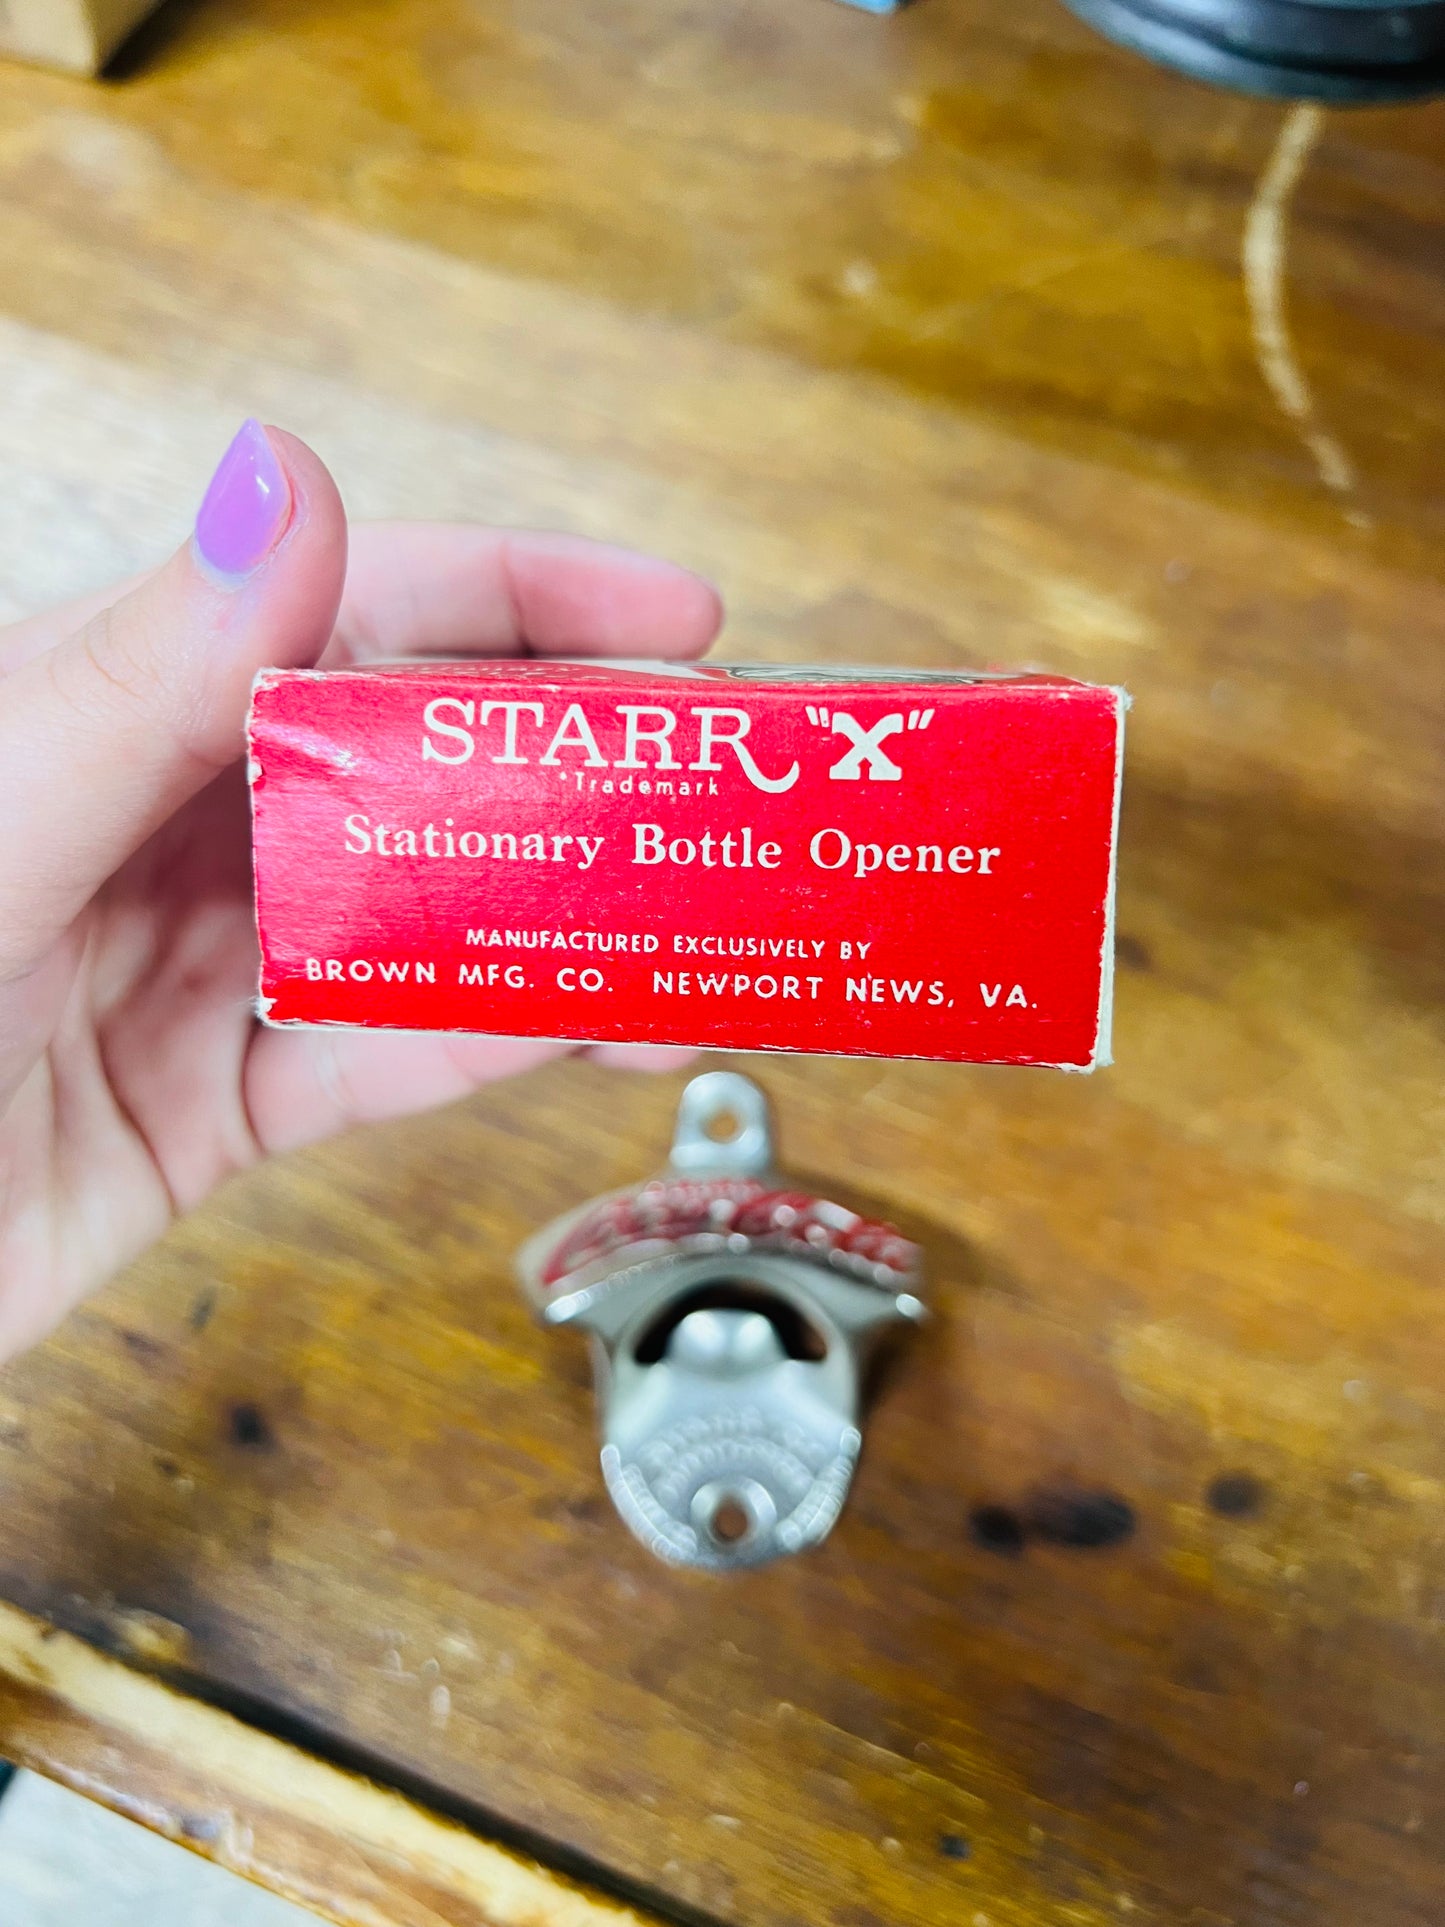 STARR "X"
*Trademark
Stationary Bottle Opener
MANUFACTURED EXCLUSIVELY BY
BROWN MFG. CO. NEWPORT NEWS, VA.